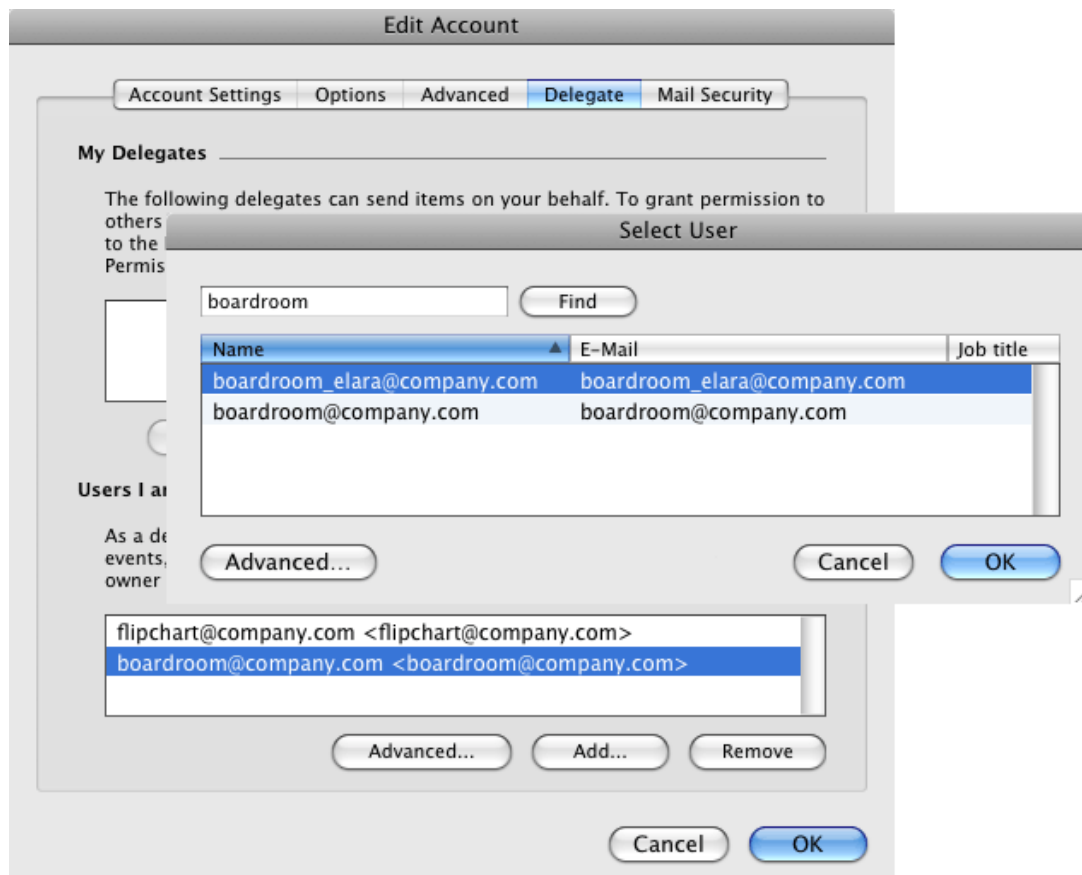 Edit Account
Account Settings Options Advanced Delegate Mail Security
My Delegates
The following delegates can send items on your behalf. To grant permission to
others
to the
Permis
Select User
boardroom Find
Name E-Mail Job title
boardroom_elara@company.com boardroom_elara@company.com
boardroom@company.com boardroom@company.com
Advanced... Cancel OK
Users I a
As a de
events,
owner
flipchart@company.com <flipchart@company.com>
boardroom@company.com <boardroom@company.com>
Advanced... Add... Remove
Cancel OK